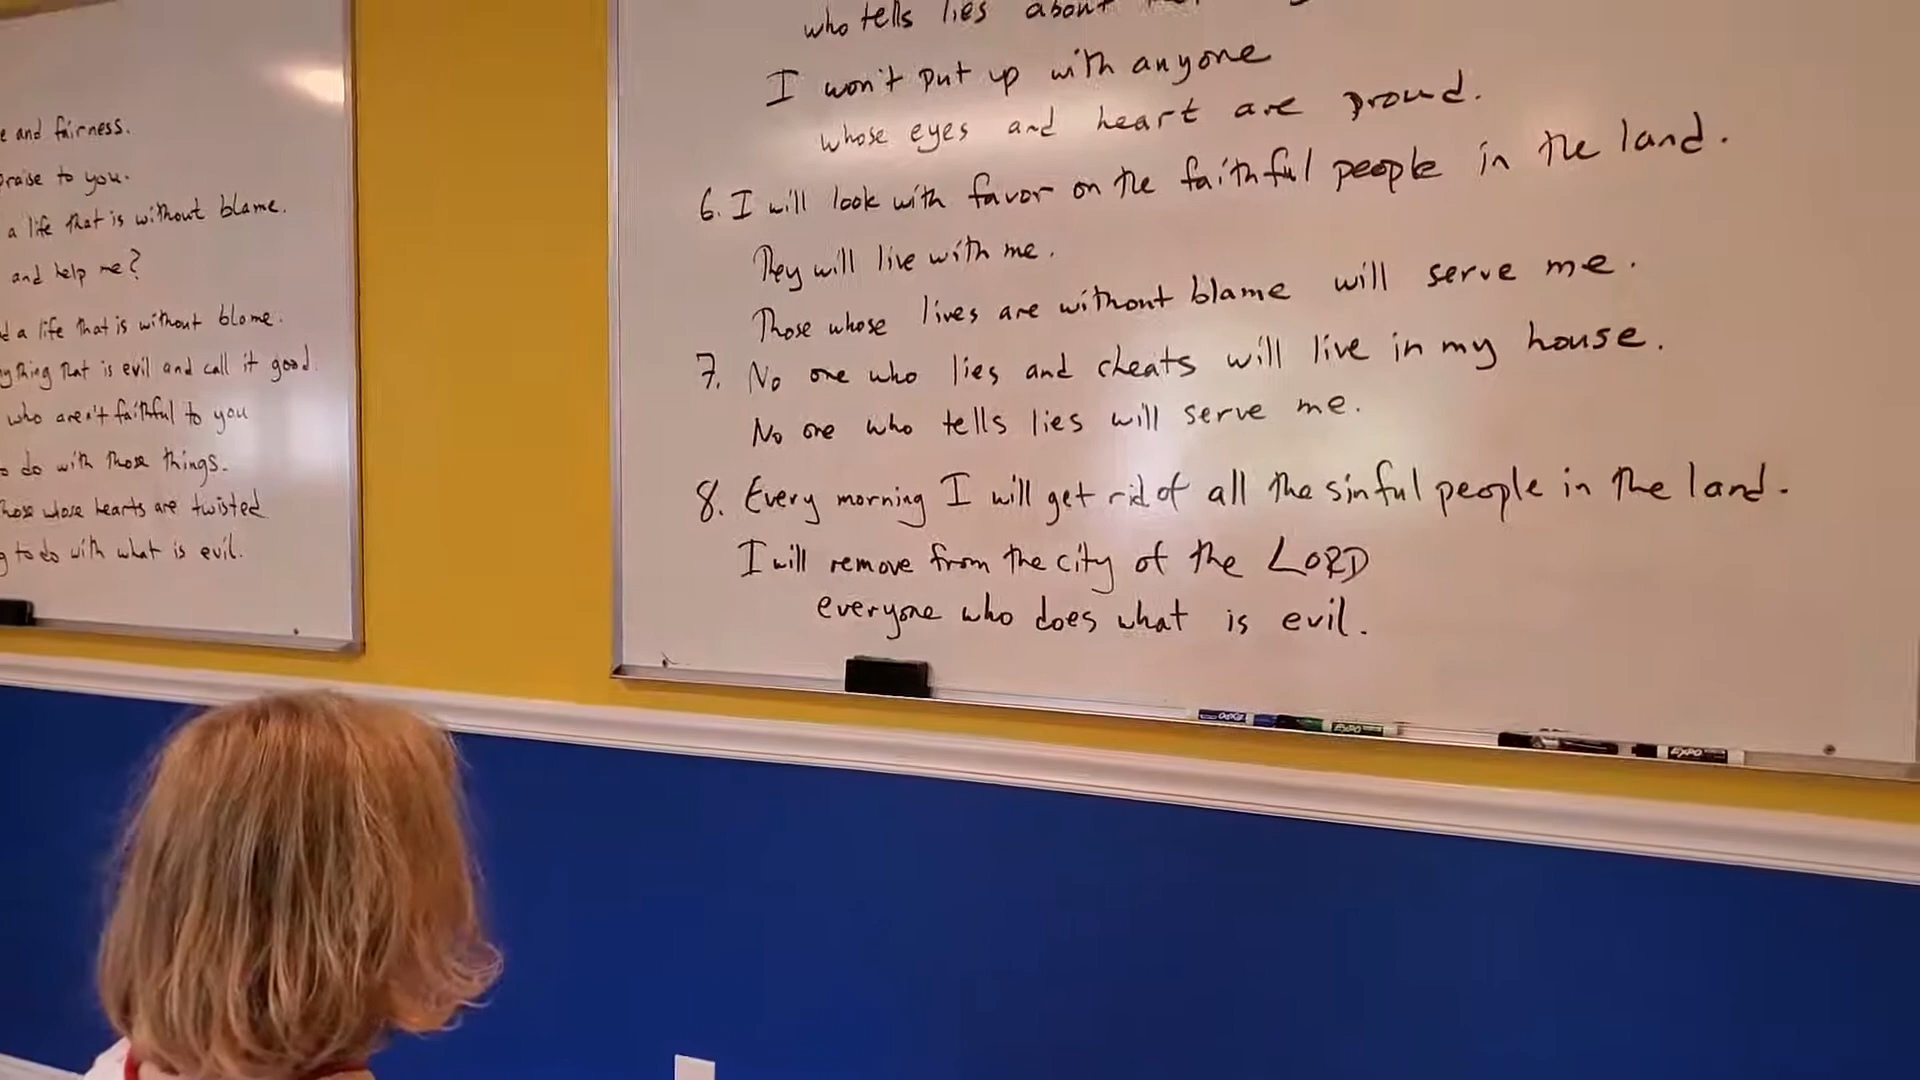 e and fairness.
praise to you.
a life that is without blame.
and help me?
a life that is without blame.
thing that is evil and call it good.
who aren't faithful to you
do with those things.
those whose hearts are twisted
to do with what is evil.
who tells lies about
I won't put up with anyone
whose eyes and heart are proud.
6. I will look with favor on the faithful people in the land.
They will live with me.
Those whose lives are without blame will serve me.
7. No one who lies and cheats will live in my house.
No one who tells lies will serve me.
8. Every morning I will get rid of all the sinful people in the land.
I will remove from the city of the LORD
everyone who does what is evil.
EXPO
EXPO
EXPO